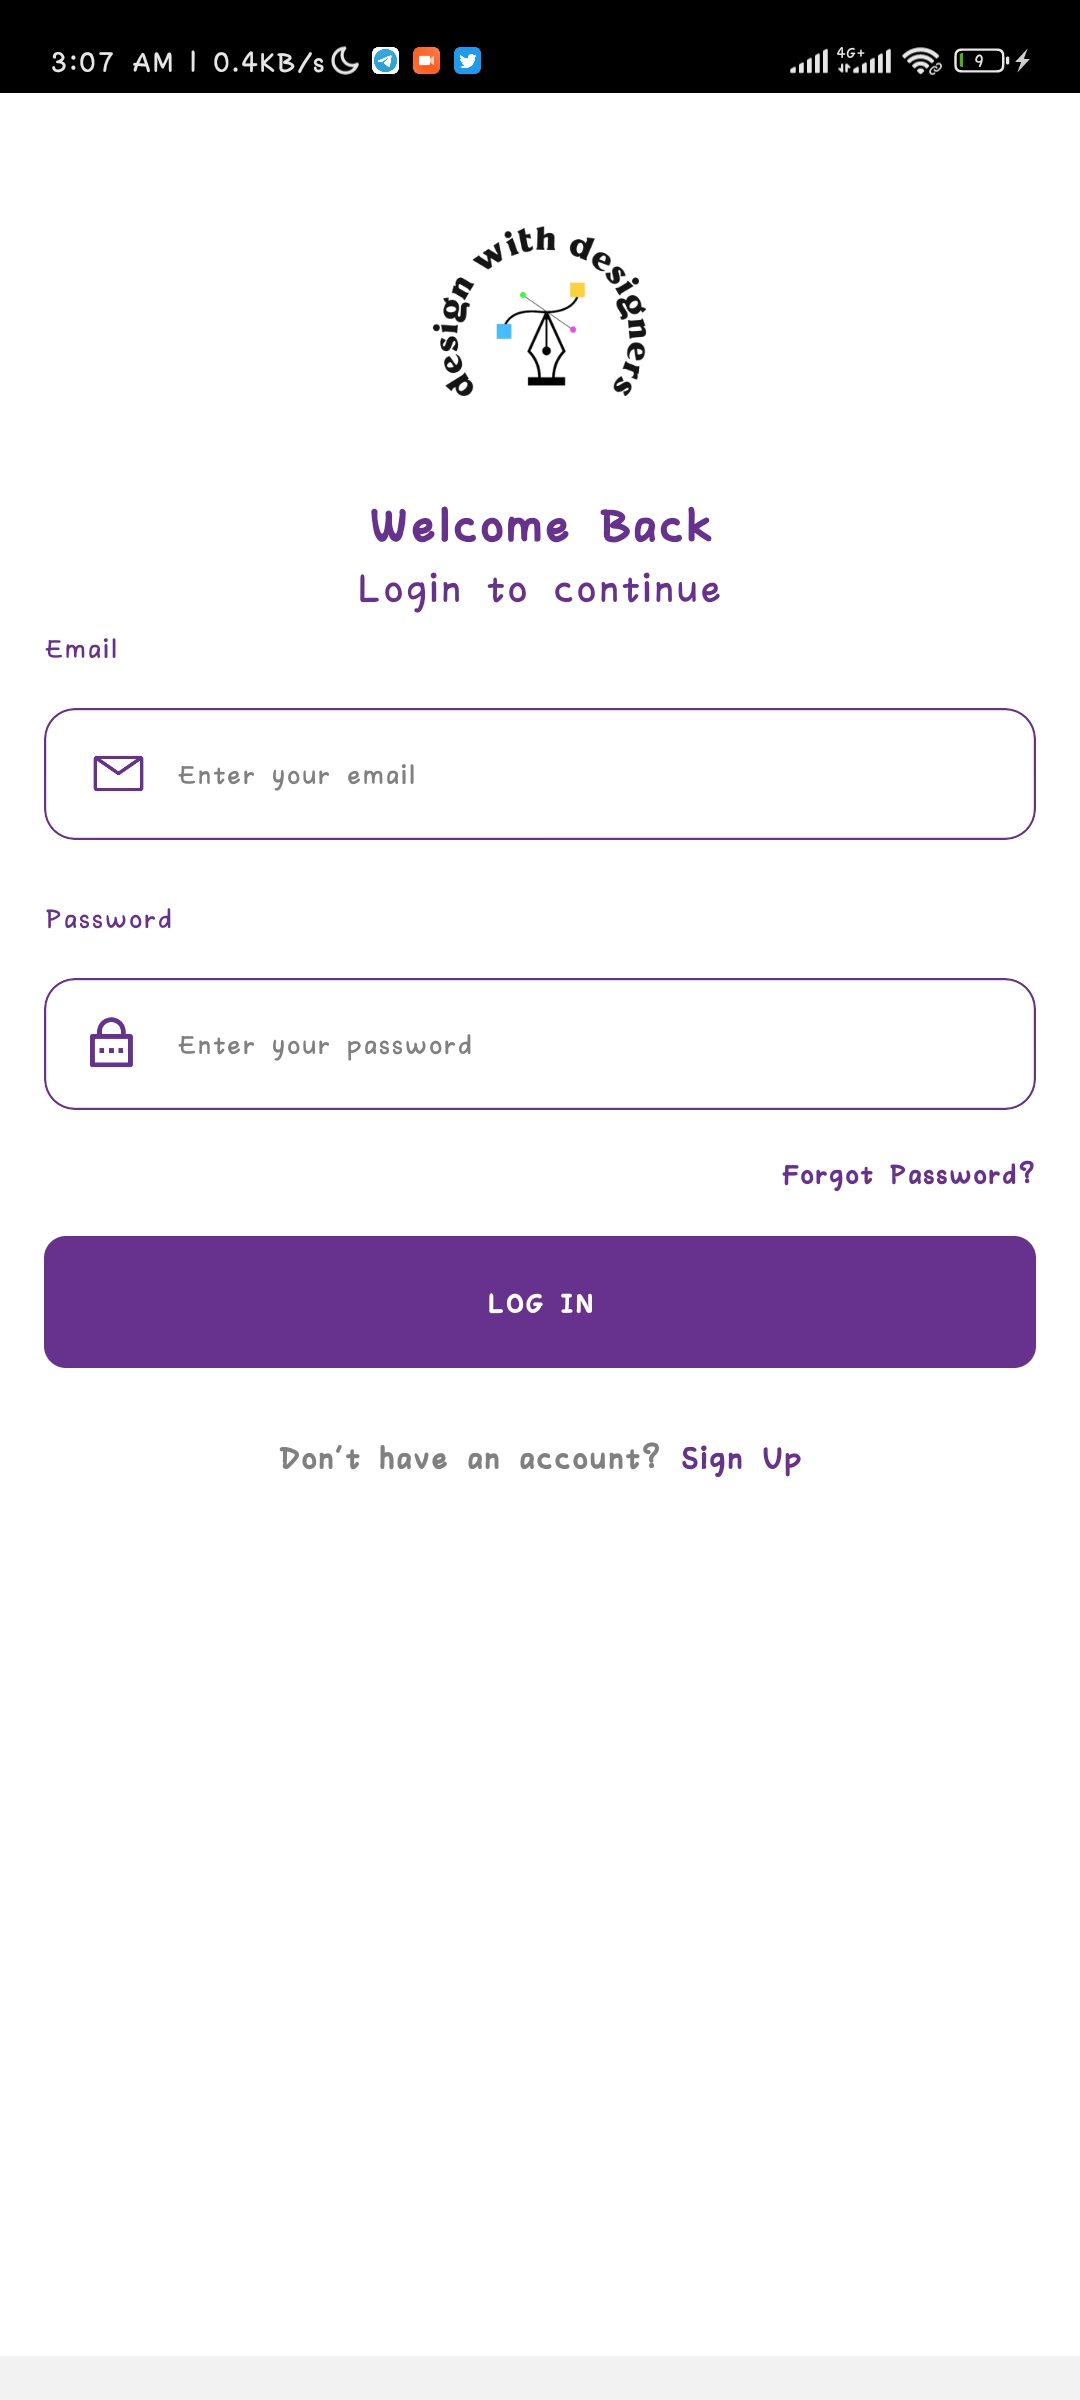 3:07 AM | 0.4KB/s 4G+ 9
design with designers
Welcome Back
Login to continue
Email
Enter your email
Password
Enter your password
Forgot Password?
LOG IN
Don't have an account? Sign Up